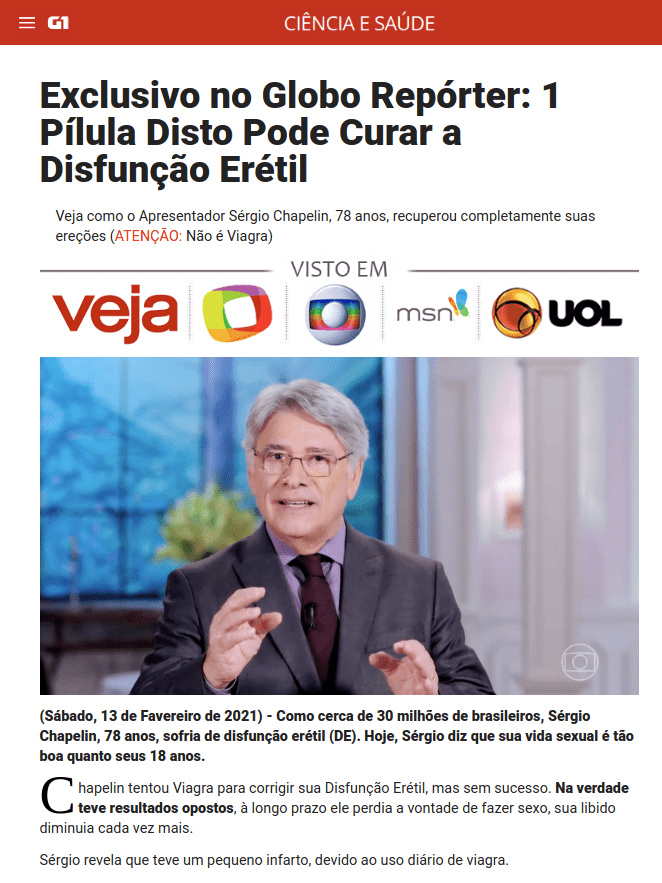 G1
CIÊNCIA E SAÚDE
Exclusivo no Globo Repórter: 1
Pílula Disto Pode Curar a
Disfunção Erétil
Veja como o Apresentador Sérgio Chapelin, 78 anos, recuperou completamente suas
ereções (ATENÇÃO: Não é Viagra)
VISTO EM
veja
msn
UOL
(Sábado, 13 de Favereiro de 2021) - Como cerca de 30 milhões de brasileiros, Sérgio
Chapelin, 78 anos, sofria de disfunção erétil (DE). Hoje, Sérgio diz que sua vida sexual é tão
boa quanto seus 18 anos.
Chapelin tentou Viagra para corrigir sua Disfunção Erétil, mas sem sucesso. Na verdade
teve resultados opostos, à longo prazo ele perdia a vontade de fazer sexo, sua libido
diminuia cada vez mais.
Sérgio revela que teve um pequeno infarto, devido ao uso diário de viagra.